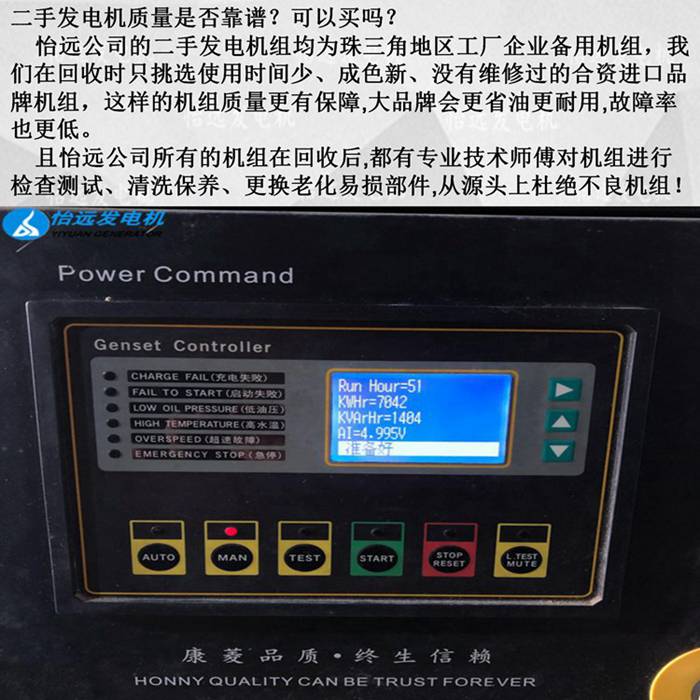 二手发电机质量是否靠谱？可以买吗？
怡远公司的二手发电机组均为珠三角地区工厂企业备用机组，我
们在回收时只挑选使用时间少、成色新、没有维修过的合资进口品
牌机组，这样的机组质量更有保障,大品牌会更省油更耐用,故障率
也更低。
且怡远公司所有的机组在回收后,都有专业技术师傅对机组进行
检查测试、清洗保养、更换老化易损部件,从源头上杜绝不良机组！
怡远发电机
怡远发电机
YIYUAN GENERATOR
Power Command
Genset Controller
CHARGE FAIL(充电失败)
FAIL TO START(启动失败)
LOW OIL PRESSURE(低油压)
HIGH TEMPERATURE(高水温)
OVERSPEED(超速故障)
EMERGENCY STOP(急停)
Run Hour=51
KWHr=7042
KVArHr=1404
AI=4.995V
准备好
AUTO
MAN
TEST
START
STOP
RESET
L.TEST
MUTE
康菱品质·终生信赖
HONNY QUALITY CAN BE TRUST FOREVER